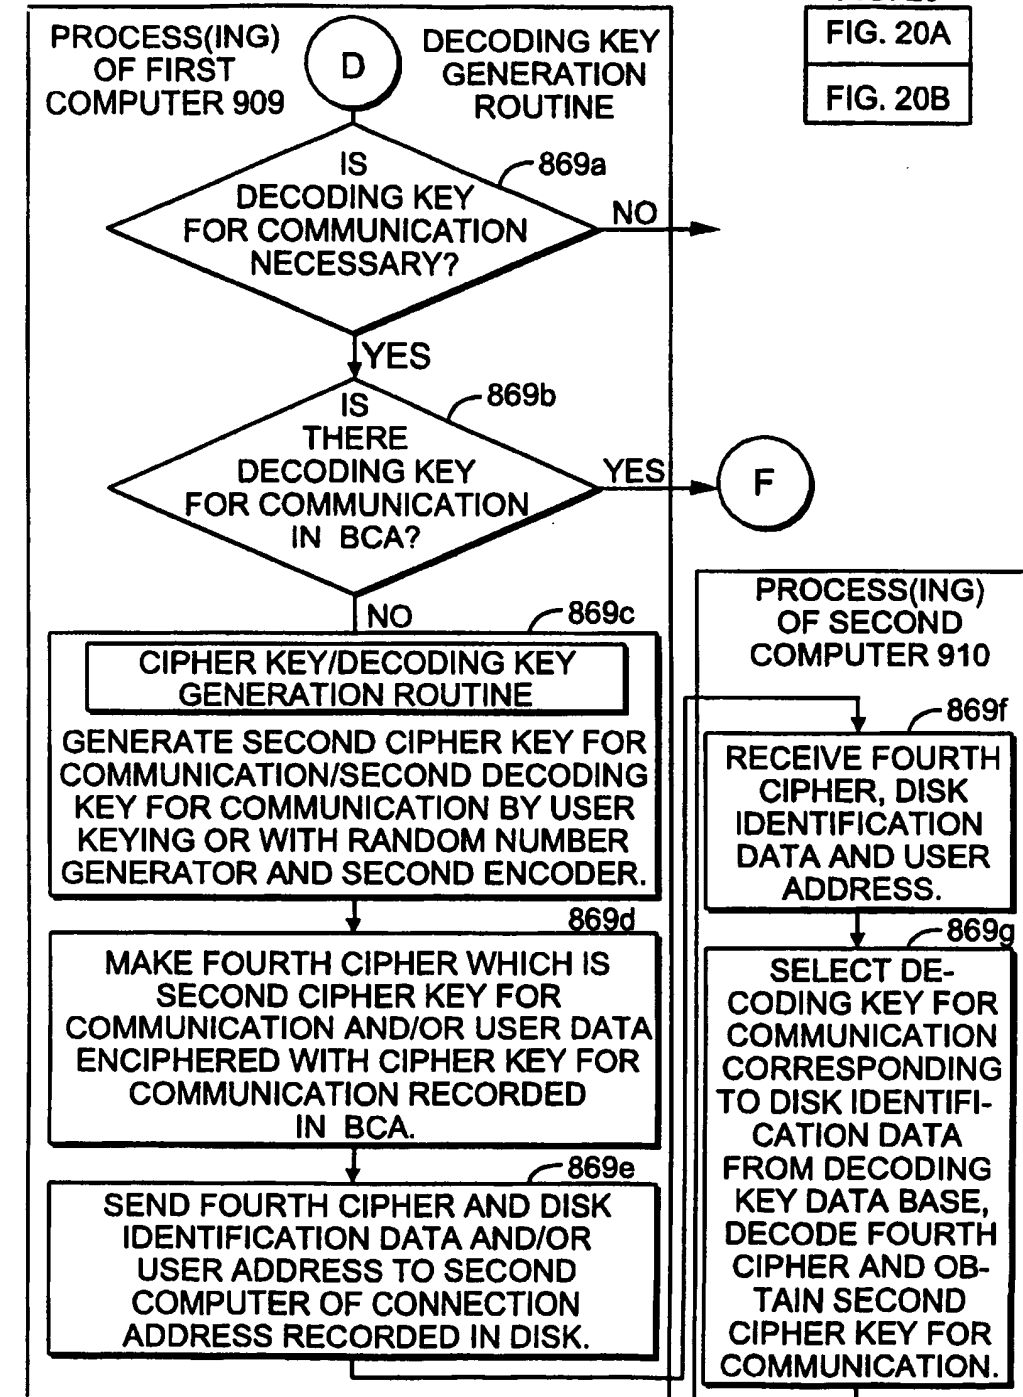 PROCESS(ING)
OF FIRST
COMPUTER 909
D
DECODING KEY
GENERATION
ROUTINE
FIG. 20A
FIG. 20B
869a
IS
DECODING KEY
FOR COMMUNICATION
NECESSARY?
NO
YES
869b
IS
THERE
DECODING KEY
FOR COMMUNICATION
IN BCA?
YES
F
NO
869c
CIPHER KEY/DECODING KEY
GENERATION ROUTINE
GENERATE SECOND CIPHER KEY FOR
COMMUNICATION/SECOND DECODING
KEY FOR COMMUNICATION BY USER
KEYING OR WITH RANDOM NUMBER
GENERATOR AND SECOND ENCODER.
869d
MAKE FOURTH CIPHER WHICH IS
SECOND CIPHER KEY FOR
COMMUNICATION AND/OR USER DATA
ENCIPHERED WITH CIPHER KEY FOR
COMMUNICATION RECORDED
IN BCA.
869e
SEND FOURTH CIPHER AND DISK
IDENTIFICATION DATA AND/OR
USER ADDRESS TO SECOND
COMPUTER OF CONNECTION
ADDRESS RECORDED IN DISK.
PROCESS(ING)
OF SECOND
COMPUTER 910
869f
RECEIVE FOURTH
CIPHER, DISK
IDENTIFICATION
DATA AND USER
ADDRESS.
869g
SELECT DE-
CODING KEY FOR
COMMUNICATION
CORRESPONDING
TO DISK IDENTIFI-
CATION DATA
FROM DECODING
KEY DATA BASE,
DECODE FOURTH
CIPHER AND OB-
TAIN SECOND
CIPHER KEY FOR
COMMUNICATION.